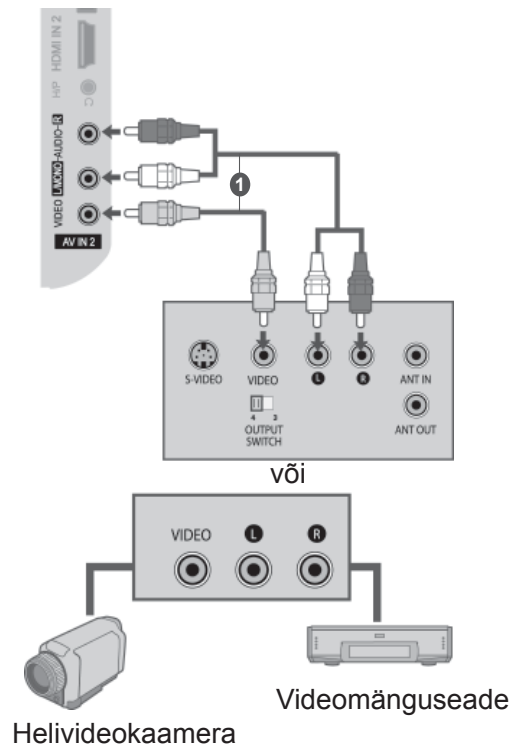 HDMI IN 2
H/P
VIDEO L/MONO-AUDIO-R
AV IN 2
1
S-VIDEO
VIDEO
L
R
ANT IN
4 3
OUTPUT
SWITCH
ANT OUT
või
VIDEO
L
R
Videomänguseade
Helivideokaamera